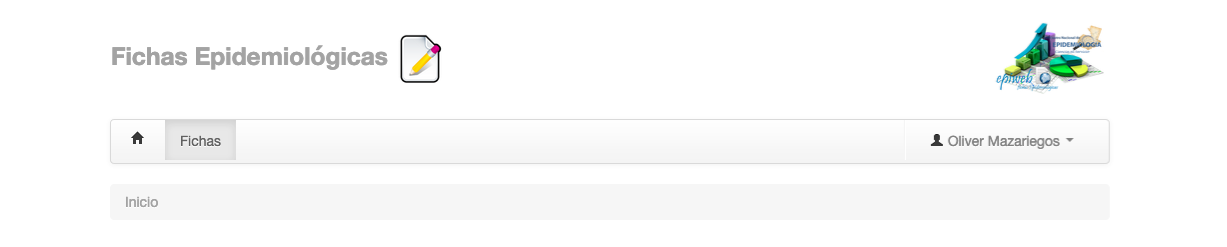 Fichas Epidemiológicas
EPIDEMIOLOGIA
epiweb
Fichas
Oliver Mazariegos
Inicio